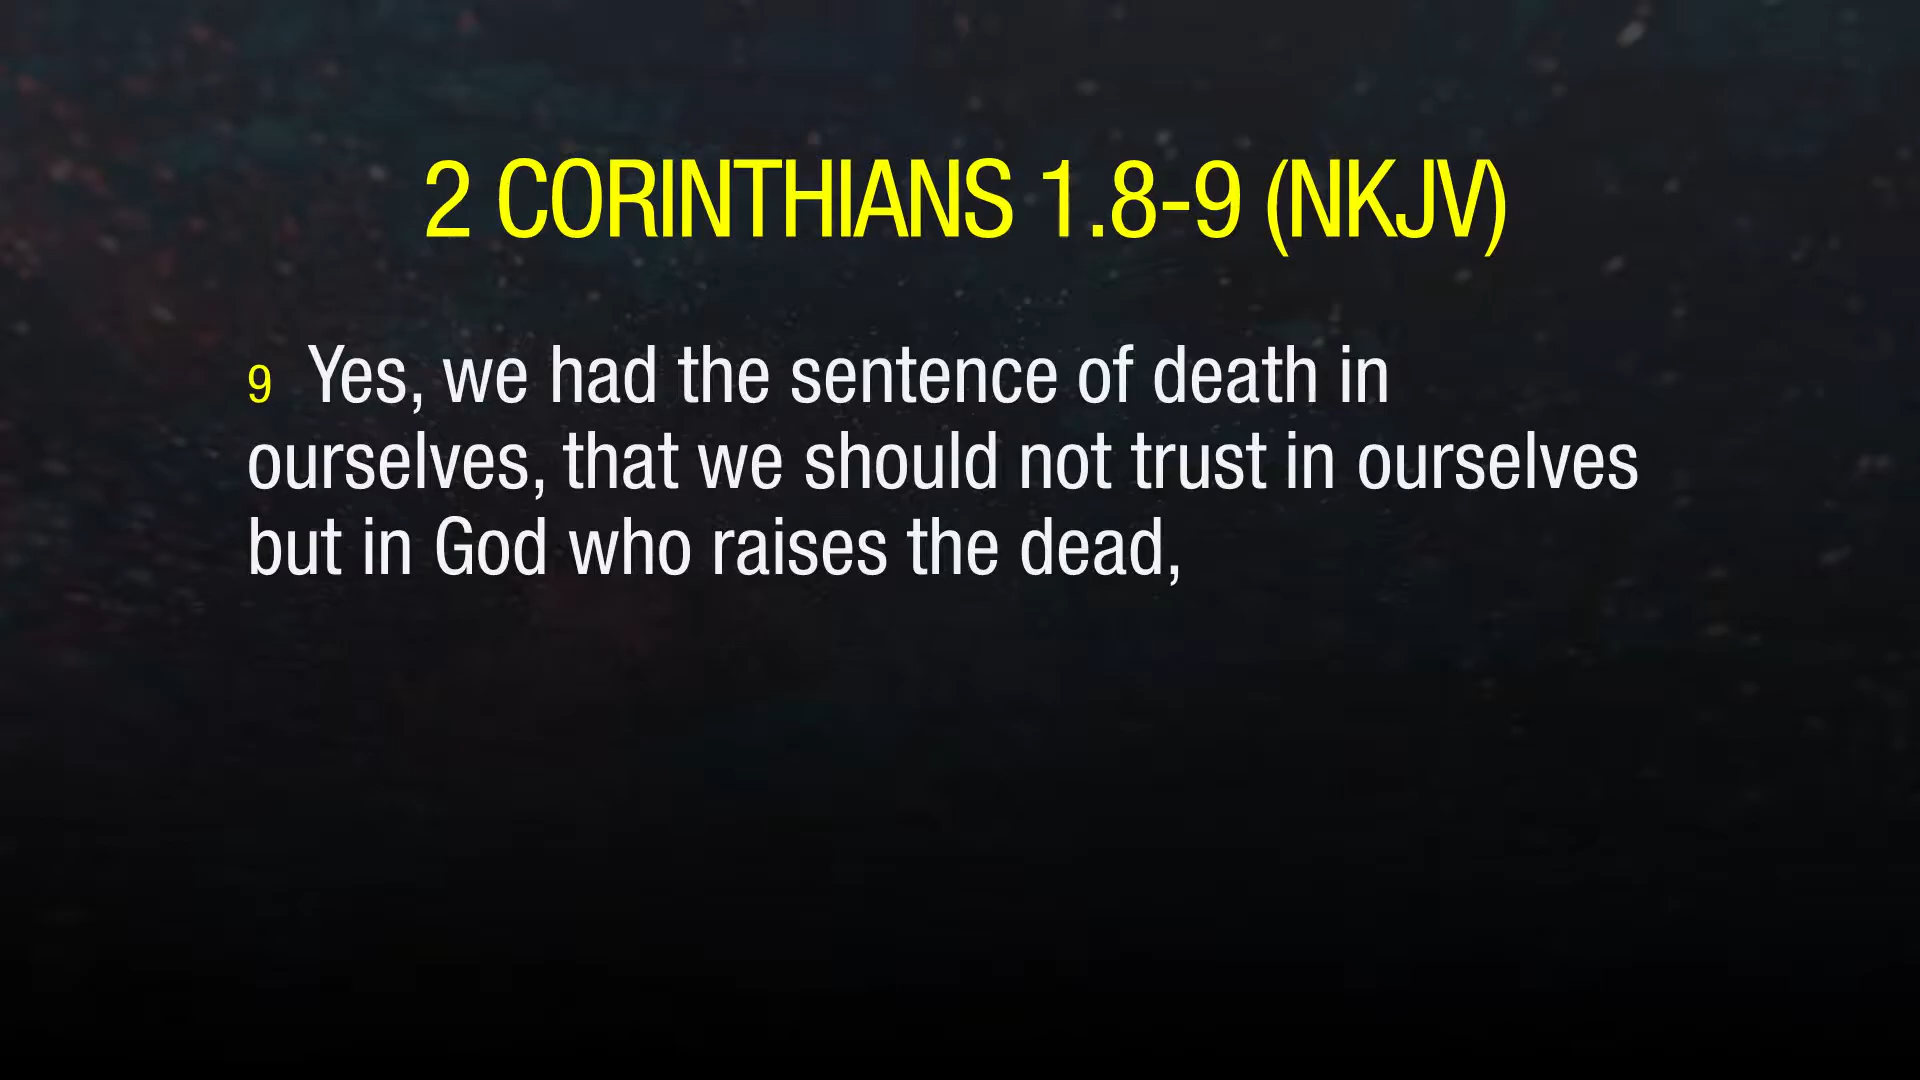 2 CORINTHIANS 1.8-9 (NKJV)
9 Yes, we had the sentence of death in
ourselves, that we should not trust in ourselves
but in God who raises the dead,